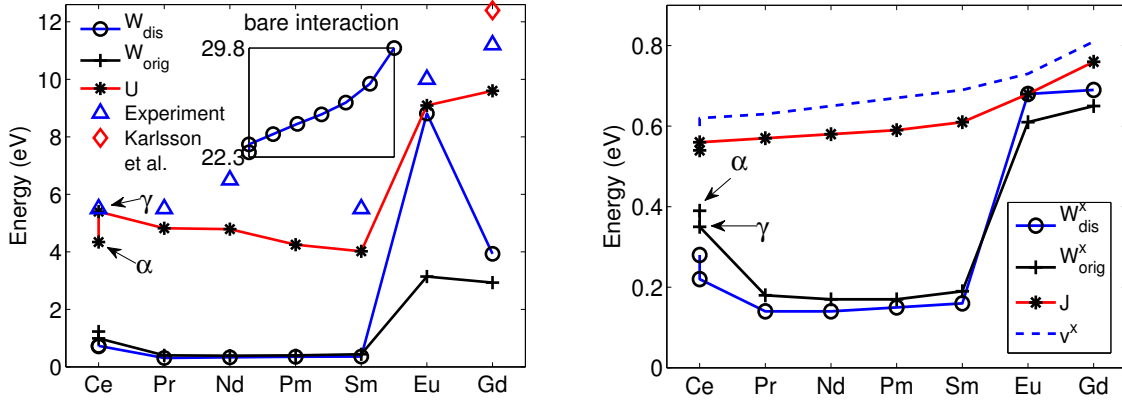 bare interaction
29.8
22.3
W dis
W orig
U
Experiment
Karlsson
et al.
γ
α
Energy (eV)
12
10
8
6
4
2
0
Ce Pr Nd Pm Sm Eu Gd
0.8
0.6
0.4
0.2
0
Energy (eV)
α
γ
W^x_dis
W^x_orig
J
v^x
Ce Pr Nd Pm Sm Eu Gd